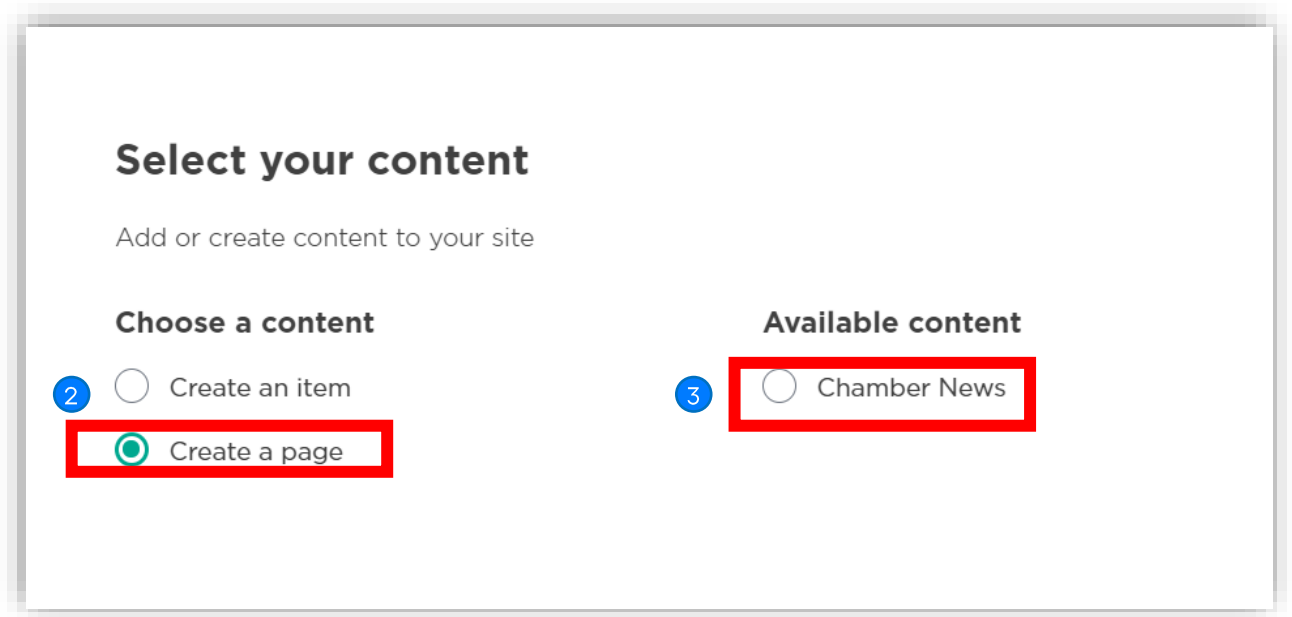 Select your content
Add or create content to your site
Choose a content
2
Create an item
Create a page
Available content
3
Chamber News